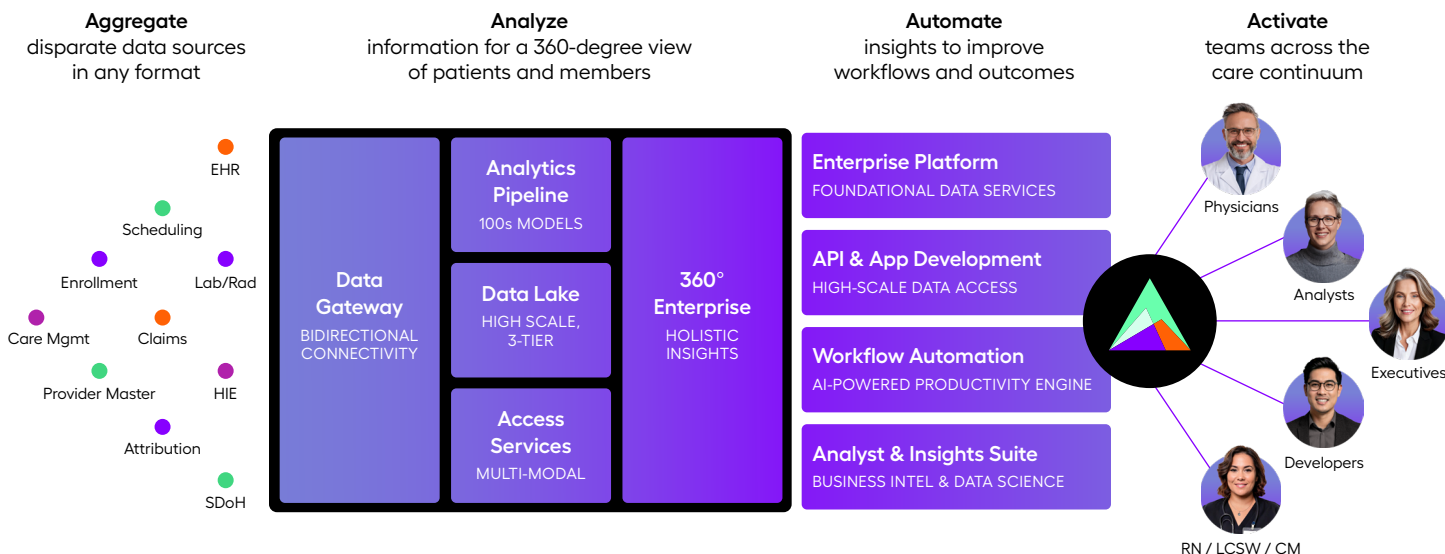 Aggregate
disparate data sources
in any format
Analyze
information for a 360-degree view
of patients and members
Automate
insights to improve
workflows and outcomes
Activate
teams across the
care continuum
EHR
Scheduling
Enrollment
Lab/Rad
Care Mgmt
Claims
Provider Master
HIE
Attribution
SDoH
Data
Gateway
BIDIRECTIONAL
CONNECTIVITY
Analytics
Pipeline
100s MODELS
Data Lake
HIGH SCALE,
3-TIER
Access
Services
MULTI-MODAL
360°
Enterprise
HOLISTIC
INSIGHTS
Enterprise Platform
FOUNDATIONAL DATA SERVICES
API & App Development
HIGH-SCALE DATA ACCESS
Workflow Automation
AI-POWERED PRODUCTIVITY ENGINE
Analyst & Insights Suite
BUSINESS INTEL & DATA SCIENCE
Physicians
Analysts
Executives
Developers
RN / LCSW / CM